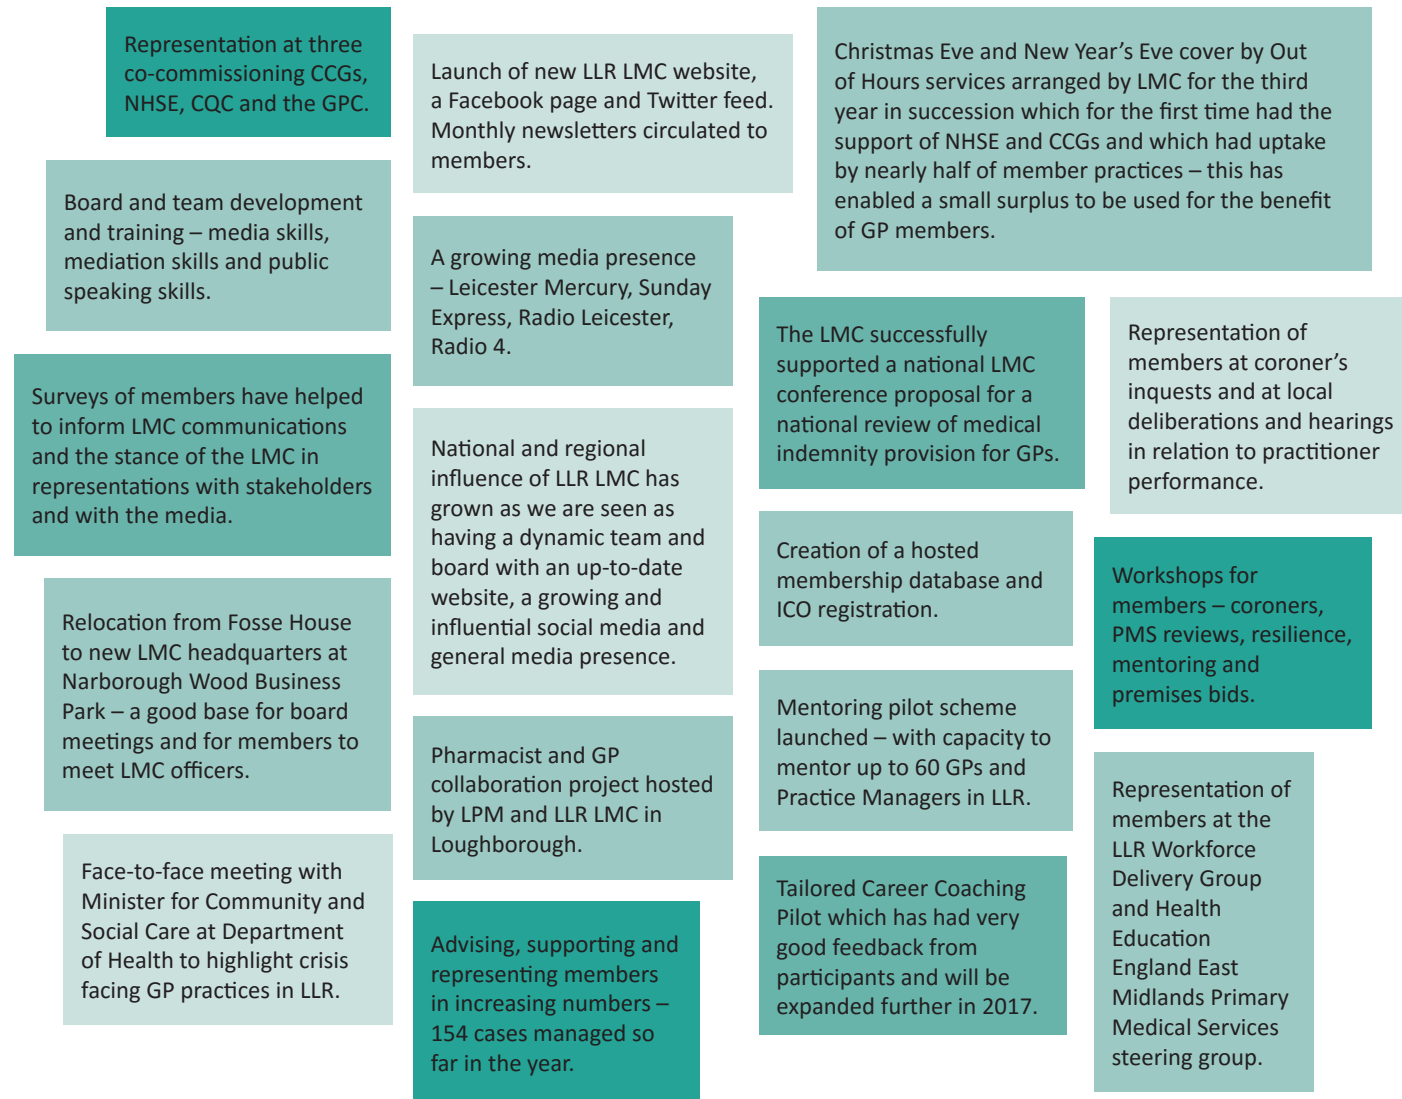 Representation at three
co-commissioning CCGs,
NHSE, CQC and the GPC.
Board and team development
and training – media skills,
mediation skills and public
speaking skills.
Surveys of members have helped
to inform LMC communications
and the stance of the LMC in
representations with stakeholders
and with the media.
Relocation from Fosse House
to new LMC headquarters at
Narborough Wood Business
Park – a good base for board
meetings and for members to
meet LMC officers.
Face-to-face meeting with
Minister for Community and
Social Care at Department
of Health to highlight crisis
facing GP practices in LLR.
Launch of new LLR LMC website,
a Facebook page and Twitter feed.
Monthly newsletters circulated to
members.
A growing media presence
– Leicester Mercury, Sunday
Express, Radio Leicester,
Radio 4.
National and regional
influence of LLR LMC has
grown as we are seen as
having a dynamic team and
board with an up-to-date
website, a growing and
influential social media and
general media presence.
Pharmacist and GP
collaboration project hosted
by LPM and LLR LMC in
Loughborough.
Advising, supporting and
representing members
in increasing numbers –
154 cases managed so
far in the year.
Christmas Eve and New Year’s Eve cover by Out
of Hours services arranged by LMC for the third
year in succession which for the first time had the
support of NHSE and CCGs and which had uptake
by nearly half of member practices – this has
enabled a small surplus to be used for the benefit
of GP members.
The LMC successfully
supported a national LMC
conference proposal for a
national review of medical
indemnity provision for GPs.
Creation of a hosted
membership database and
ICO registration.
Mentoring pilot scheme
launched – with capacity to
mentor up to 60 GPs and
Practice Managers in LLR.
Tailored Career Coaching
Pilot which has had very
good feedback from
participants and will be
expanded further in 2017.
Representation of
members at coroner’s
inquests and at local
deliberations and hearings
in relation to practitioner
performance.
Workshops for
members – coroners,
PMS reviews, resilience,
mentoring and
premises bids.
Representation of
members at the
LLR Workforce
Delivery Group
and Health
Education
England East
Midlands Primary
Medical Services
steering group.